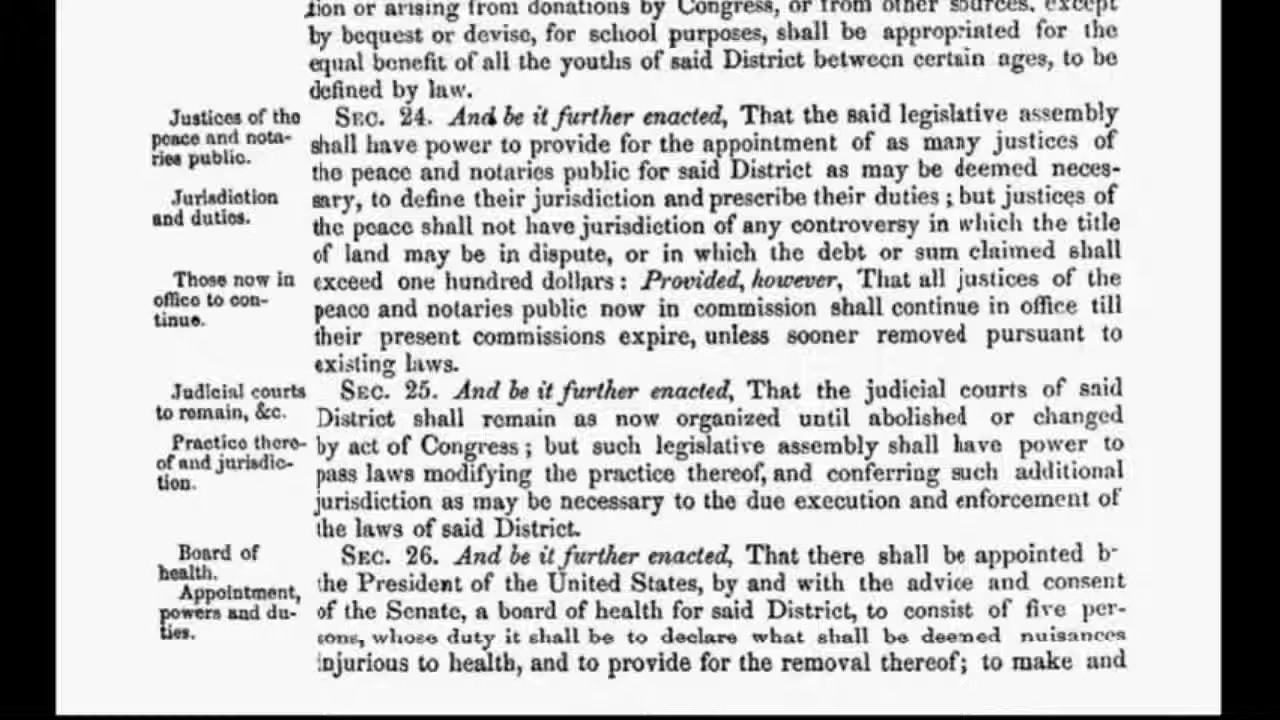 tion or arising from donations by Congress, or from other sources, except
by bequest or devise, for school purposes, shall be appropriated for the
equal benefit of all the youths of said District between certain ages, to be
defined by law.
Justices of the
peace and nota-
ries public.
SEC. 24. And be it further enacted, That the said legislative assembly
shall have power to provide for the appointment of as many justices of
the peace and notaries public for said District as may be deemed neces-
Jurisdiction
and duties.
sary, to define their jurisdiction and prescribe their duties; but justices of
the peace shall not have jurisdiction of any controversy in which the title
of land may be in dispute, or in which the debt or sum claimed shall
Those now in
office to con-
tinue.
exceed one hundred dollars: Provided, however, That all justices of the
peace and notaries public now in commission shall continue in office till
their present commissions expire, unless sooner removed pursuant to
existing laws.
Judicial courts
to remain, &c.
SEC. 25. And be it further enacted, That the judicial courts of said
District shall remain as now organized until abolished or changed
Practice there-
of and jurisdic-
tion.
by act of Congress; but such legislative assembly shall have power to
pass laws modifying the practice thereof, and conferring such additional
jurisdiction as may be necessary to the due execution and enforcement of
the laws of said District.
Board of
health.
Appointment,
powers and du-
ties.
SEC. 26. And be it further enacted, That there shall be appointed b-
the President of the United States, by and with the advice and consent
of the Senate, a board of health for said District, to consist of five per-
sons, whose duty it shall be to declare what shall be deemed nuisances
injurious to health, and to provide for the removal thereof; to make and